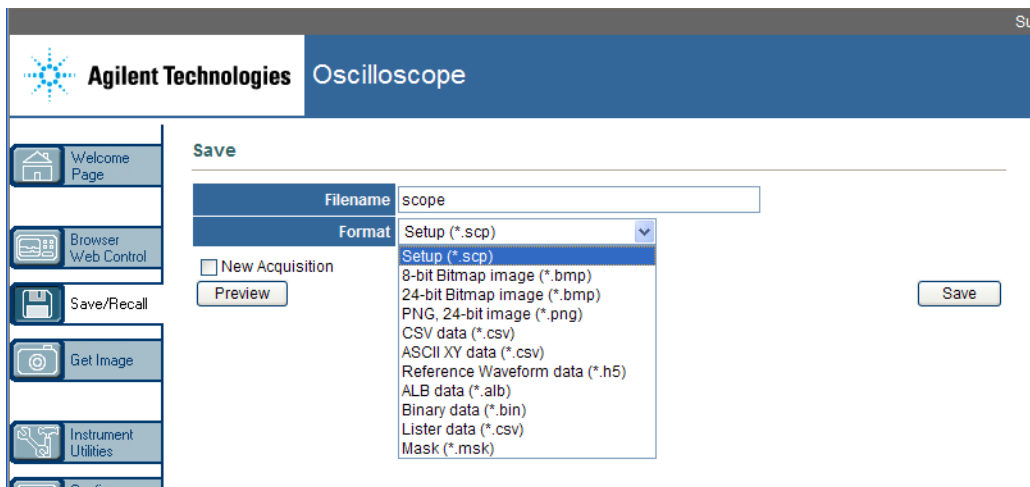 Su
Agilent Technologies
Oscilloscope
Welcome
Page
Browser
Web Control
Save/Recall
Get Image
Instrument
Utilities
Save
Filename scope
Format Setup (*.scp)
Setup (*.scp)
8-bit Bitmap image (*.bmp)
24-bit Bitmap image (*.bmp)
PNG, 24-bit image (*.png)
CSV data (*.csv)
ASCII XY data (*.csv)
Reference Waveform data (*.h5)
ALB data (*.alb)
Binary data (*.bin)
Lister data (*.csv)
Mask (*.msk)
New Acquisition
Preview
Save